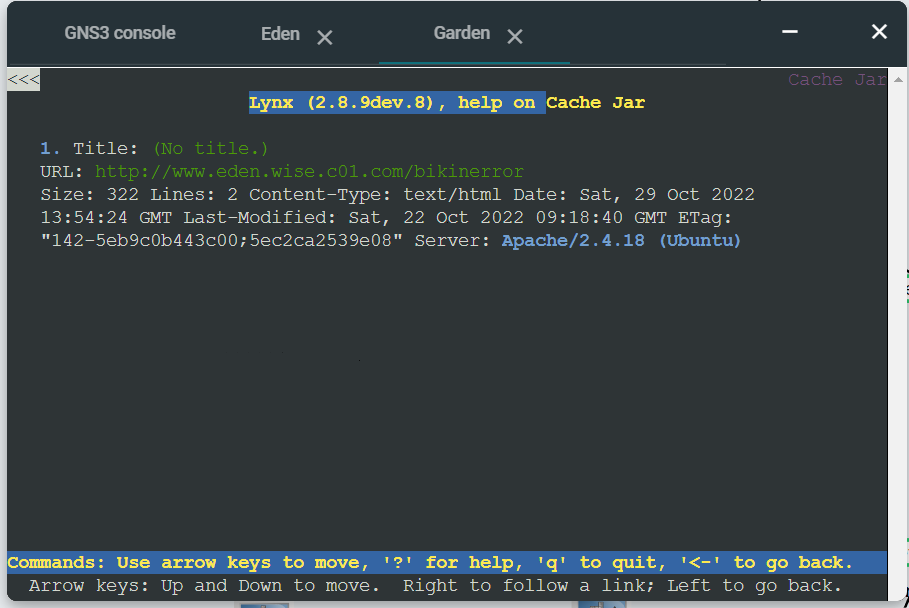 GNS3 console Eden Garden
<<< Cache Jar
Lynx (2.8.9dev.8), help on Cache Jar
1. Title: (No title.)
URL: http://www.eden.wise.c01.com/bikinerror
Size: 322 Lines: 2 Content-Type: text/html Date: Sat, 29 Oct 2022
13:54:24 GMT Last-Modified: Sat, 22 Oct 2022 09:18:40 GMT ETag:
"142-5eb9c0b443c00;5ec2ca2539e08" Server: Apache/2.4.18 (Ubuntu)
Commands: Use arrow keys to move, '?' for help, 'q' to quit, '<-' to go back.
Arrow keys: Up and Down to move. Right to follow a link; Left to go back.